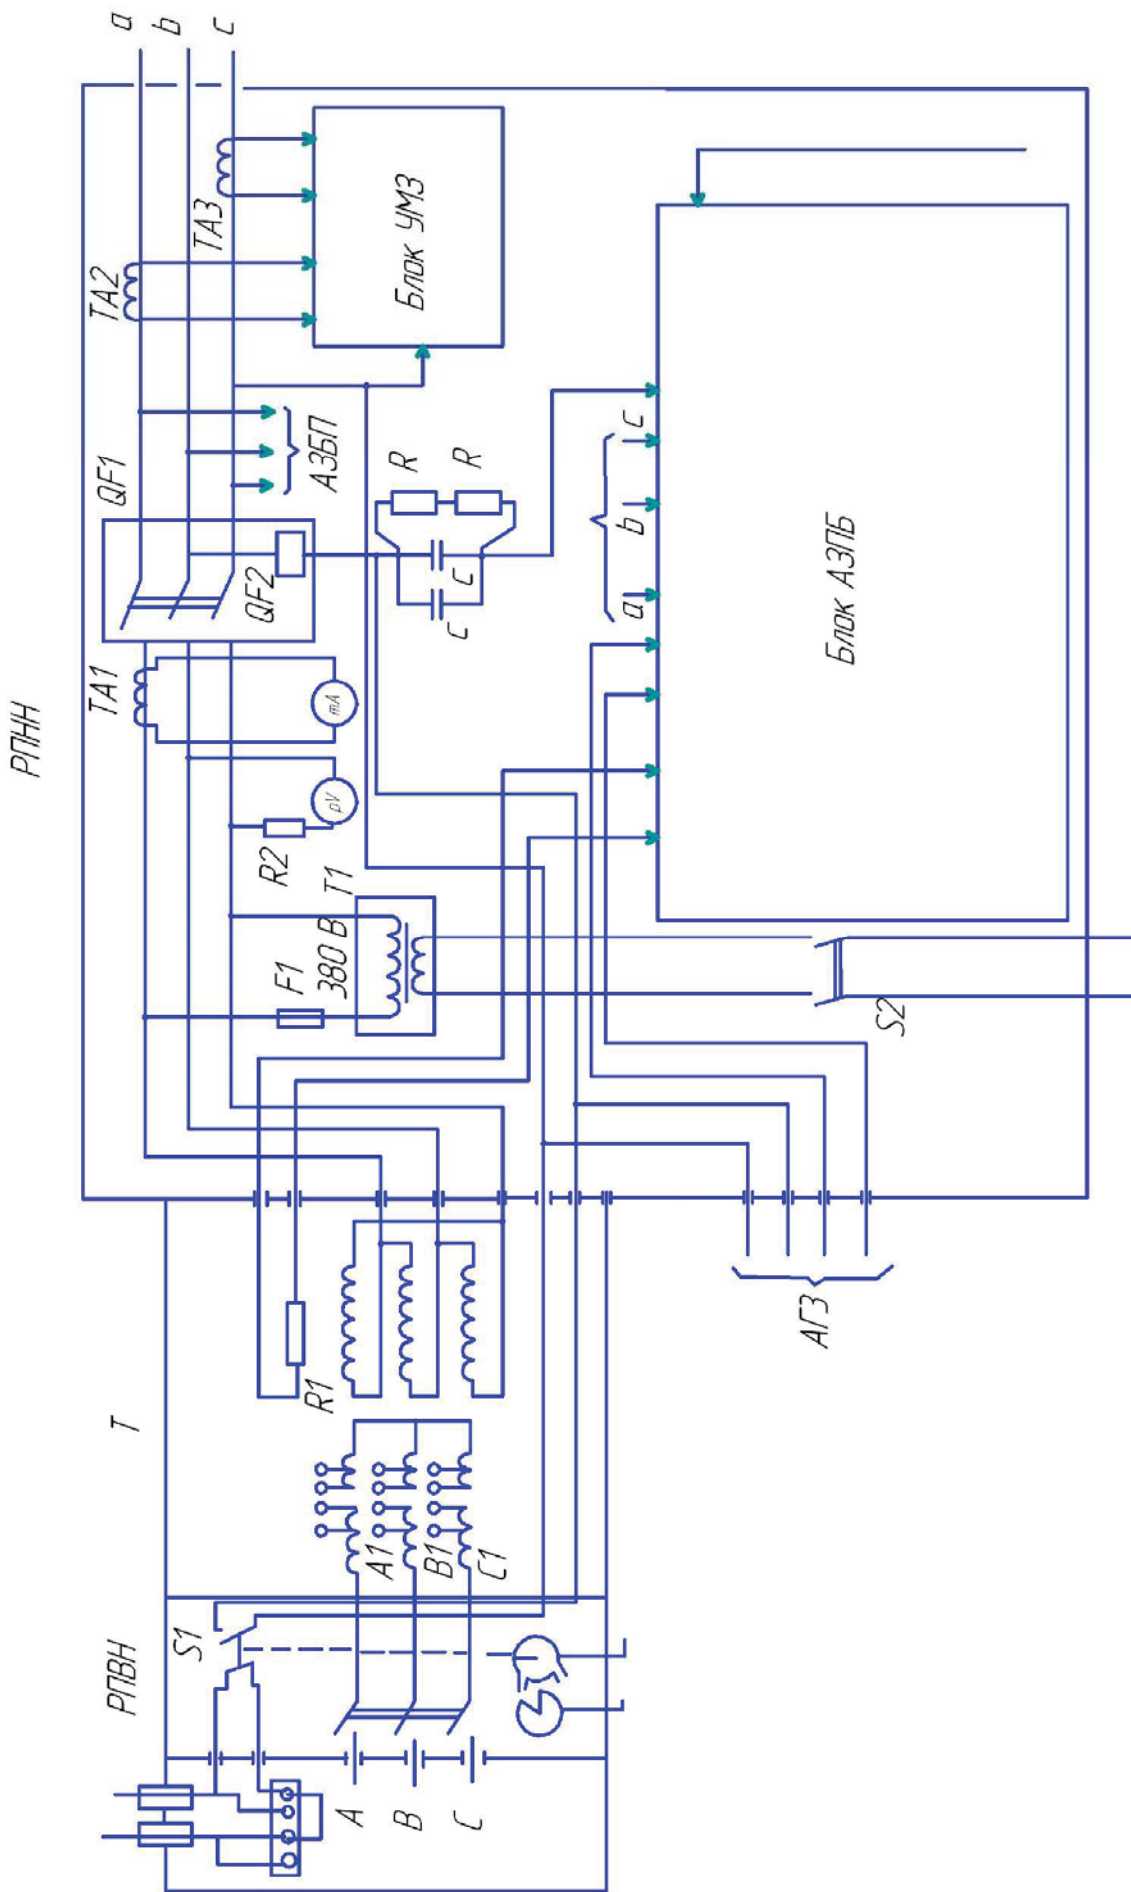 РПВН
Т
РПНН
S1
A
B
C
A1
B1
C1
R1
F1
380 В
T1
R2
pV
TA1
mA
QF1
QF2
АЗБП
TA2
TA3
a
b
c
Блок УМЗ
R
R
C
C
a
b
c
Блок АЗПБ
S2
АГЗ